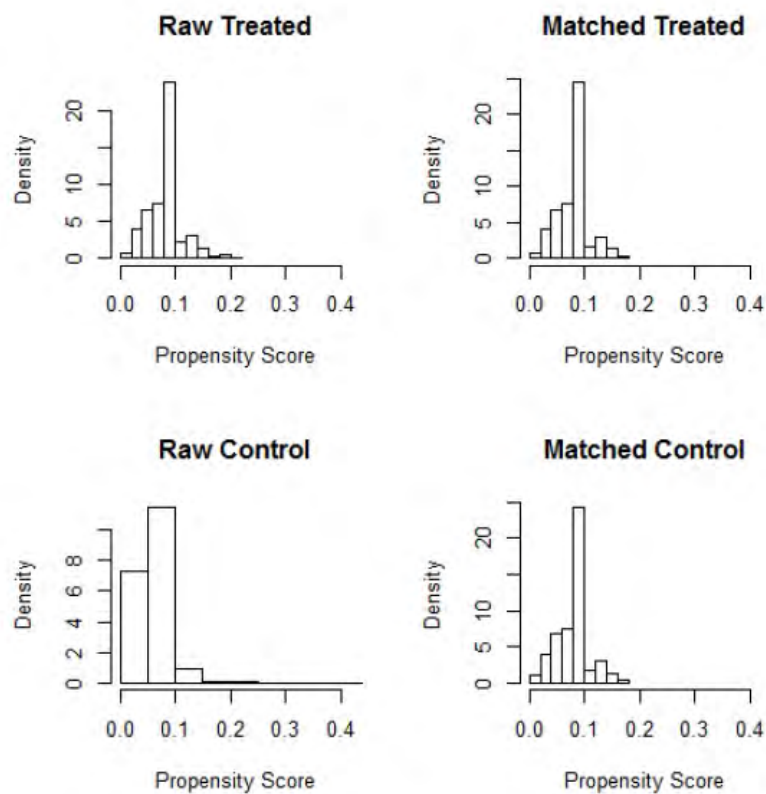 Raw Treated
Density
0 5 10 20
0.0 0.1 0.2 0.3 0.4
Propensity Score
Matched Treated
Density
0 5 10 20
0.0 0.1 0.2 0.3 0.4
Propensity Score
Raw Control
Density
0 2 4 6 8
0.0 0.1 0.2 0.3 0.4
Propensity Score
Matched Control
Density
0 5 10 20
0.0 0.1 0.2 0.3 0.4
Propensity Score